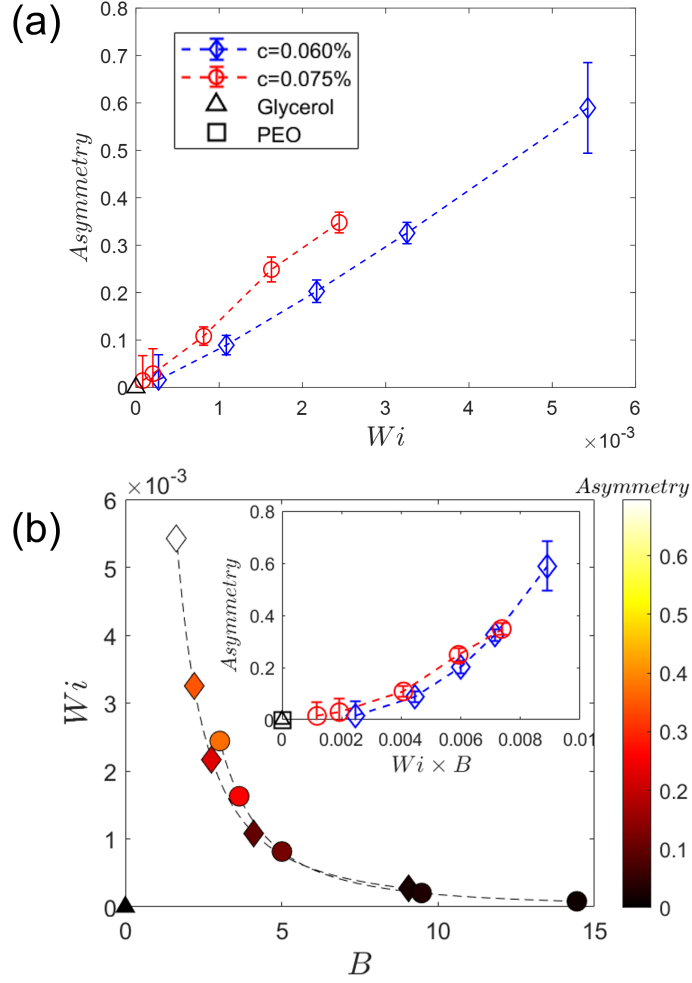 (a)
0.8
0.7
0.6
0.5
0.4
0.3
0.2
0.1
0
Asymmetry
c=0.060%
c=0.075%
Glycerol
PEO
0 1 2 3 4 5 6
Wi
×10⁻³
(b)
×10⁻³
6
5
4
3
2
1
0
Wi
0 5 10 15
B
0.8
0.6
0.4
0.2
0
Asymmetry
0 0.002 0.004 0.006 0.008 0.01
Wi × B
Asymmetry
0.6
0.5
0.4
0.3
0.2
0.1
0